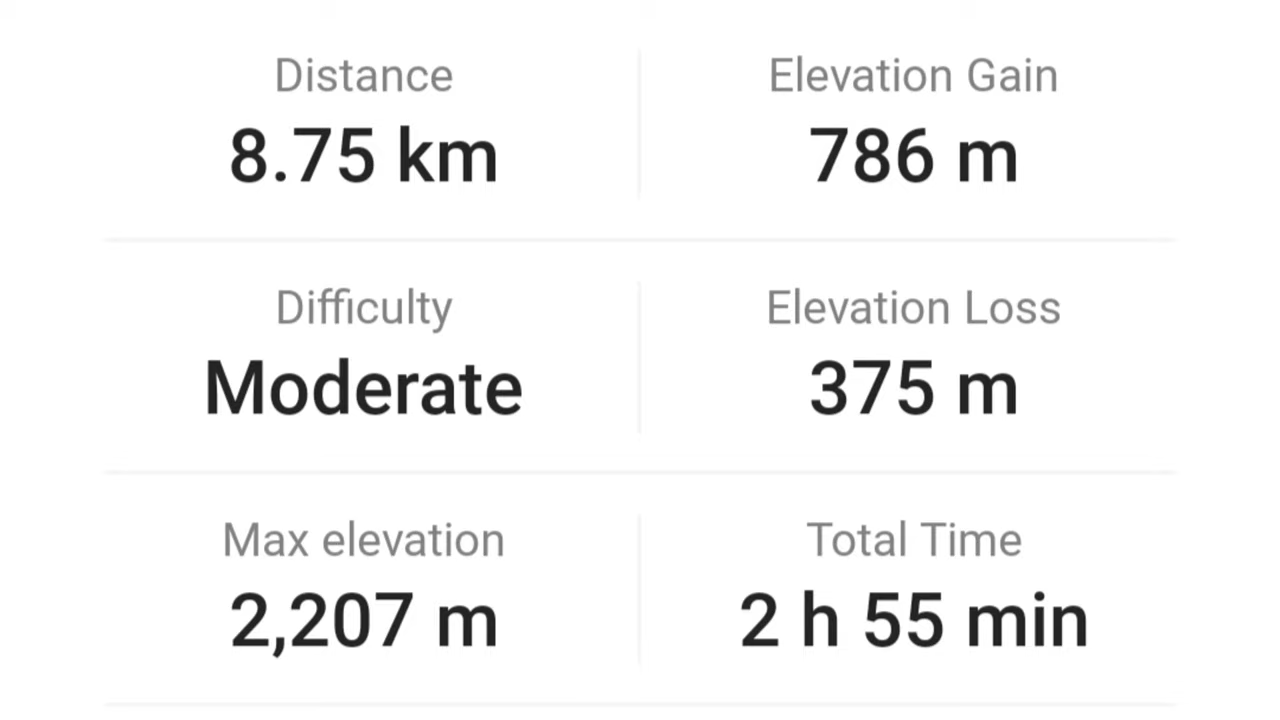 Distance
8.75 km
Elevation Gain
786 m
Difficulty
Moderate
Elevation Loss
375 m
Max elevation
2,207 m
Total Time
2 h 55 min